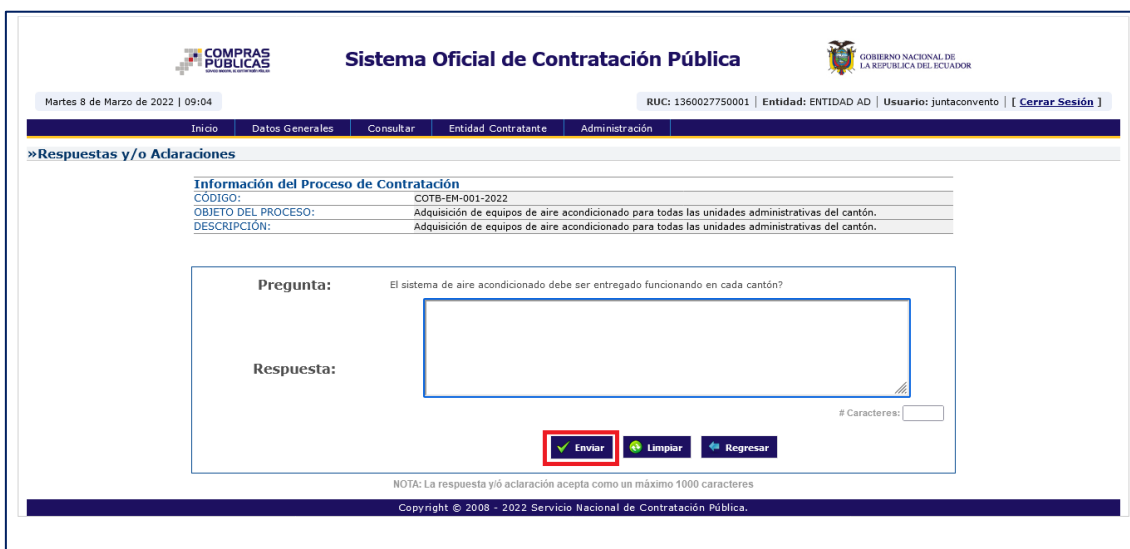 COMPRAS
PÚBLICAS
Sistema Oficial de Contratación Pública
GOBIERNO NACIONAL DE
LA REPUBLICA DEL ECUADOR
Martes 8 de Marzo de 2022 | 09:04
RUC: 1360027750001 | Entidad: ENTIDAD AD | Usuario: juntaconvento | [ Cerrar Sesión ]
Inicio Datos Generales Consultar Entidad Contratante Administración
»Respuestas y/o Aclaraciones
Información del Proceso de Contratación
CÓDIGO: COTB-EM-001-2022
OBJETO DEL PROCESO: Adquisición de equipos de aire acondicionado para todas las unidades administrativas del cantón.
DESCRIPCIÓN: Adquisición de equipos de aire acondicionado para todas las unidades administrativas del cantón.
Pregunta: El sistema de aire acondicionado debe ser entregado funcionando en cada cantón?
Respuesta:
# Caracteres:
Enviar Limpiar Regresar
NOTA: La respuesta y/ó aclaración acepta como un máximo 1000 caracteres
Copyright © 2008 - 2022 Servicio Nacional de Contratación Pública.